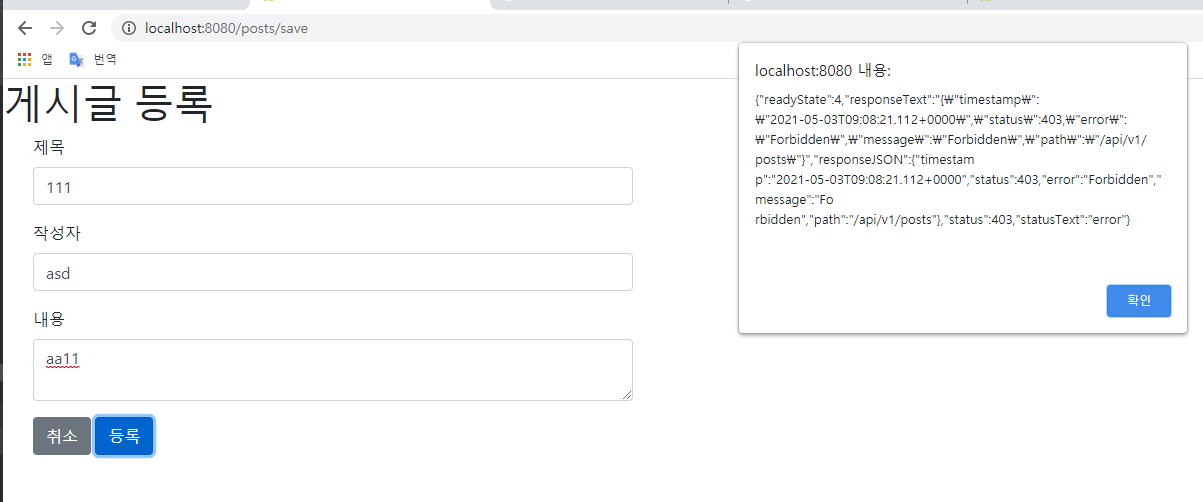 localhost:8080/posts/save
앱 번역
localhost:8080 내용:
{"readyState":4,"responseText":"{₩"timestamp₩":
₩"2021-05-03T09:08:21.112+0000₩",₩"status₩":403,₩"error₩":
₩"Forbidden₩",₩"message₩":₩"Forbidden₩",₩"path₩":₩"/api/v1/
posts₩"}","responseJSON":{"timestam
p":"2021-05-03T09:08:21.112+0000","status":403,"error":"Forbidden","
message":"Fo
rbidden","path":"/api/v1/posts"},"status":403,"statusText":"error"}
확인
게시글 등록
제목
111
작성자
asd
내용
aa11
취소 등록